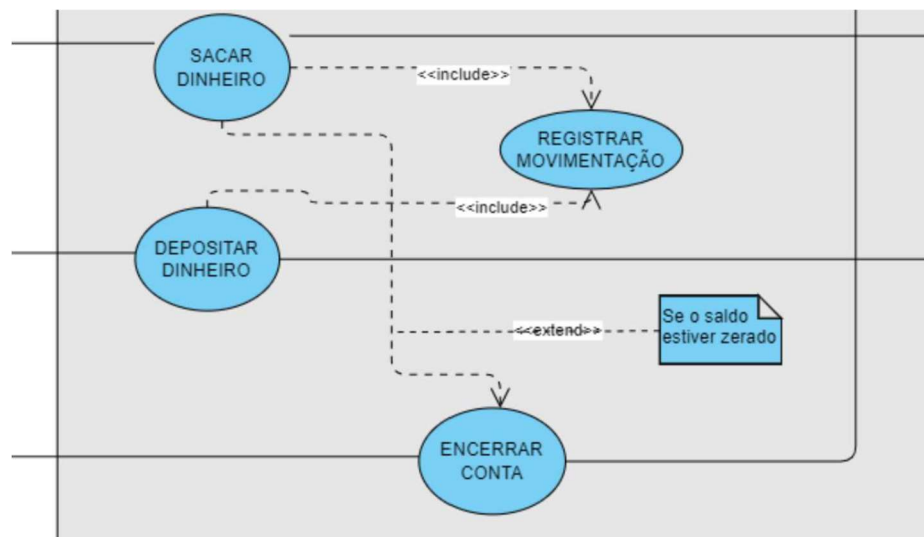 SACAR
DINHEIRO
<<include>>
REGISTRAR
MOVIMENTAÇÃO
<<include>>
DEPOSITAR
DINHEIRO
Se o saldo
estiver zerado
<<extend>>
ENCERRAR
CONTA